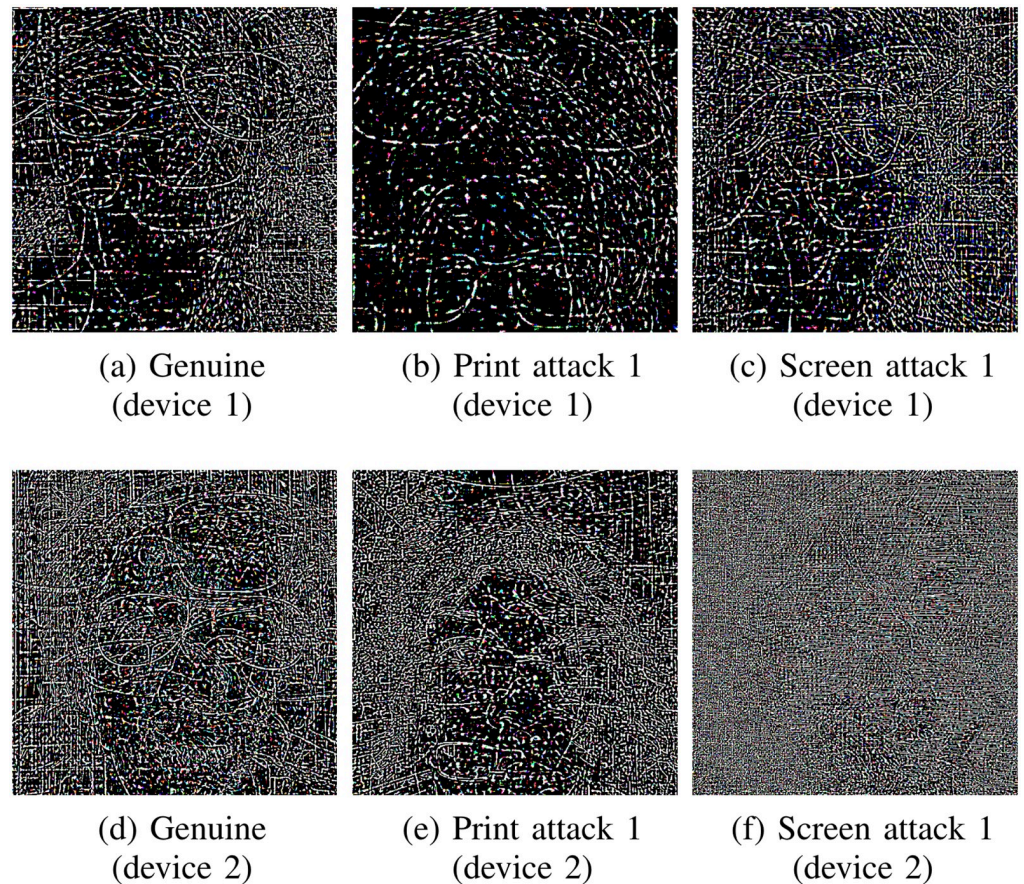 (a) Genuine
(device 1)
(b) Print attack 1
(device 1)
(c) Screen attack 1
(device 1)
(d) Genuine
(device 2)
(e) Print attack 1
(device 2)
(f) Screen attack 1
(device 2)